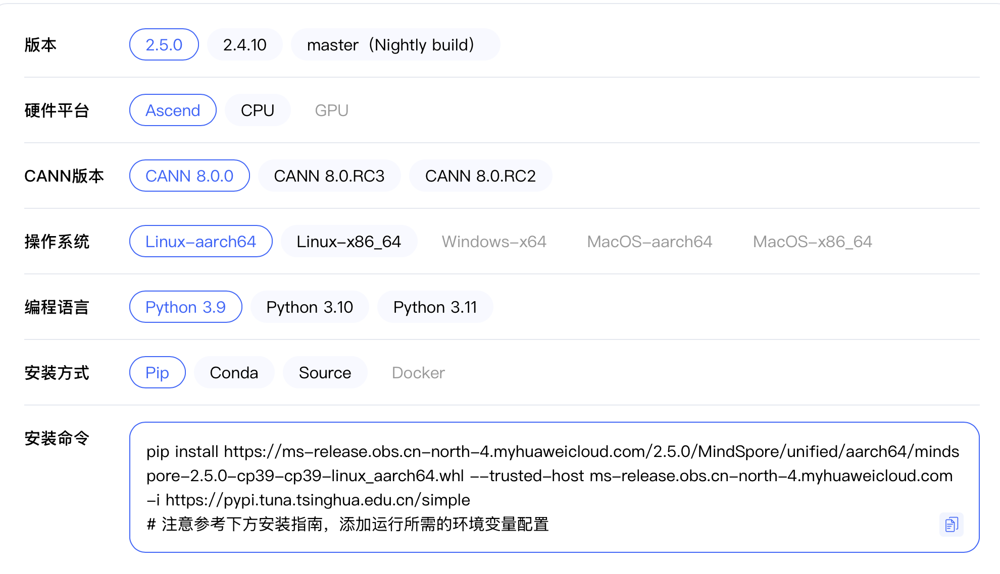 版本 2.5.0 2.4.10 master（Nightly build）
硬件平台 Ascend CPU GPU
CANN版本 CANN 8.0.0 CANN 8.0.RC3 CANN 8.0.RC2
操作系统 Linux-aarch64 Linux-x86_64 Windows-x64 MacOS-aarch64 MacOS-x86_64
编程语言 Python 3.9 Python 3.10 Python 3.11
安装方式 Pip Conda Source Docker
安装命令
pip install https://ms-release.obs.cn-north-4.myhuaweicloud.com/2.5.0/MindSpore/unified/aarch64/minds
pore-2.5.0-cp39-cp39-linux_aarch64.whl --trusted-host ms-release.obs.cn-north-4.myhuaweicloud.com
-i https://pypi.tuna.tsinghua.edu.cn/simple
# 注意参考下方安装指南，添加运行所需的环境变量配置